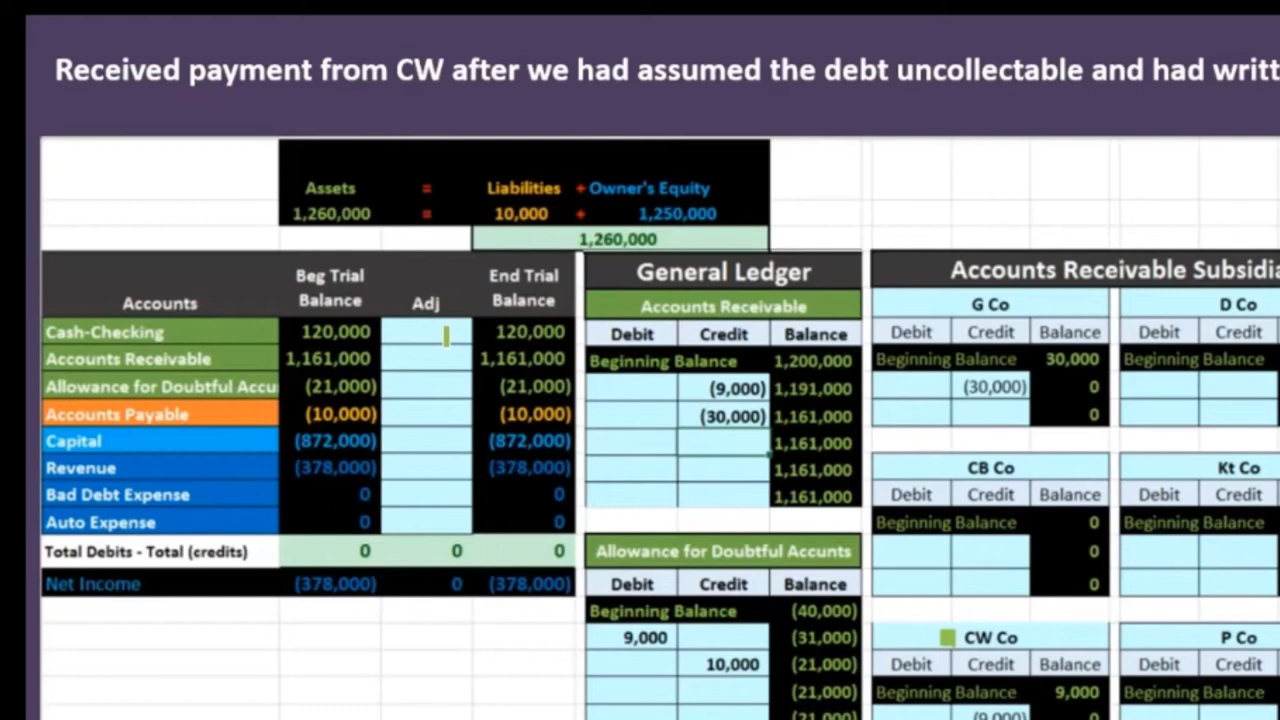 Received payment from CW after we had assumed the debt uncollectable and had writt
Assets = Liabilities + Owner's Equity
1,260,000 = 10,000 + 1,250,000
1,260,000
Accounts Beg Trial Balance Adj End Trial Balance
Cash-Checking 120,000 120,000
Accounts Receivable 1,161,000 1,161,000
Allowance for Doubtful Accu (21,000) (21,000)
Accounts Payable (10,000) (10,000)
Capital (872,000) (872,000)
Revenue (378,000) (378,000)
Bad Debt Expense 0 0
Auto Expense 0 0
Total Debits - Total (credits) 0 0 0
Net Income (378,000) 0 (378,000)
General Ledger
Accounts Receivable
Debit Credit Balance
Beginning Balance 1,200,000
(9,000) 1,191,000
(30,000) 1,161,000
1,161,000
1,161,000
1,161,000
Allowance for Doubtful Accunts
Debit Credit Balance
Beginning Balance (40,000)
9,000 (31,000)
10,000 (21,000)
(21,000)
(21,000)
Accounts Receivable Subsidia
G Co
Debit Credit Balance
Beginning Balance 30,000
(30,000) 0
0
D Co
Debit Credit
Beginning Balance
CB Co
Debit Credit Balance
Beginning Balance 0
0
0
Kt Co
Debit Credit
Beginning Balance
CW Co
Debit Credit Balance
Beginning Balance 9,000
(9,000)
P Co
Debit Credit
Beginning Balance